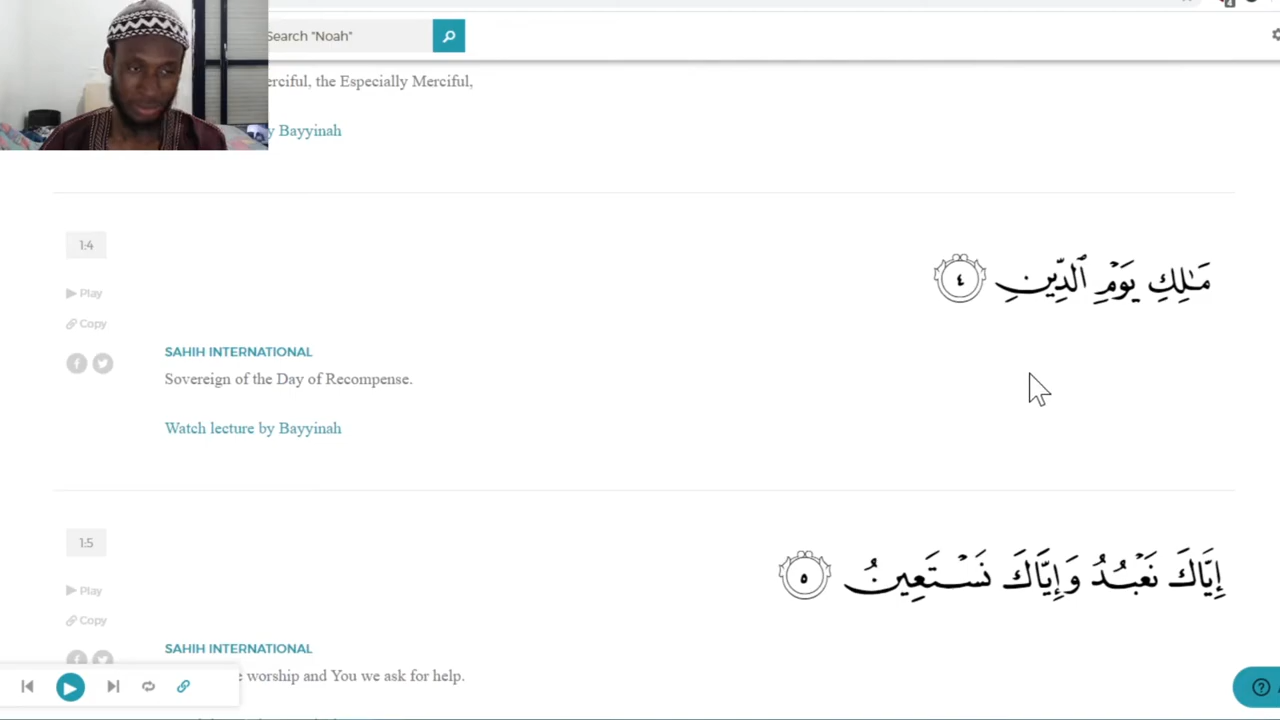 Search "Noah"
erciful, the Especially Merciful,
y Bayyinah
1:4
مَـٰلِكِ يَوْمِ ٱلدِّينِ ٤
Play
Copy
SAHIH INTERNATIONAL
Sovereign of the Day of Recompense.
Watch lecture by Bayyinah
1:5
إِيَّاكَ نَعْبُدُ وَإِيَّاكَ نَسْتَعِينُ ٥
Play
Copy
SAHIH INTERNATIONAL
worship and You we ask for help.